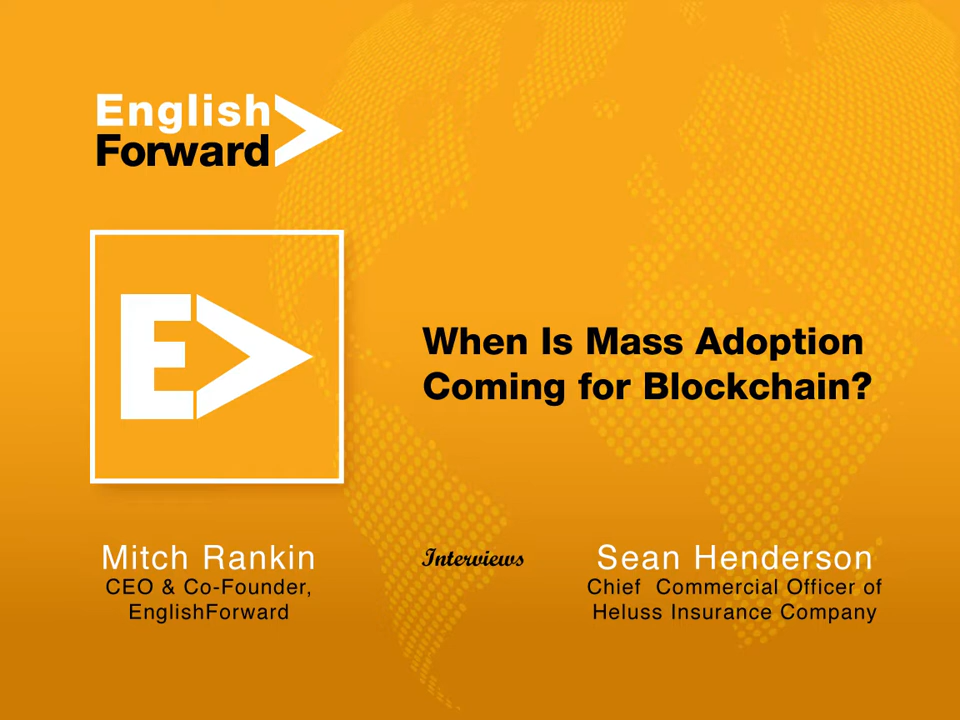 English
Forward
E
When Is Mass Adoption
Coming for Blockchain?
Mitch Rankin
CEO & Co-Founder,
EnglishForward
Interviews
Sean Henderson
Chief  Commercial Officer of
Heluss Insurance Company